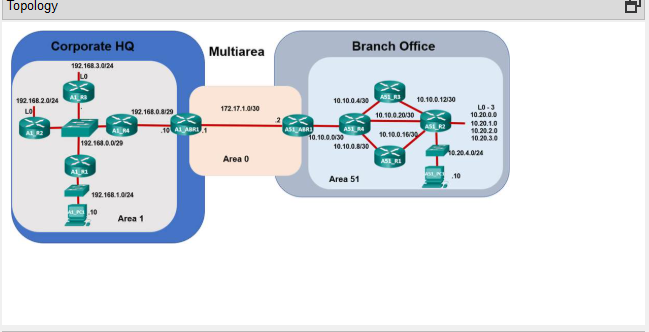 Topology
Corporate HQ
192.168.3.0/24
L0
A1_R3
192.168.2.0/24
L0
A1_R2
192.168.0.8/29
A1_R4
.10
A1_ABR1
.1
192.168.0.0/29
A1_R1
192.168.1.0/24
.10
Area 1
Multiarea
172.17.1.0/30
.2
Area 0
Branch Office
A51_ABR1
10.10.0.0/30
10.10.0.4/30
A51_R3
10.10.0.12/30
A51_R4
10.10.0.20/30
A51_R2
10.10.0.8/30
10.10.0.16/30
A51_R1
L0 - 3
10.20.0.0
10.20.1.0
10.20.2.0
10.20.3.0
10.20.4.0/24
.10
Area 51